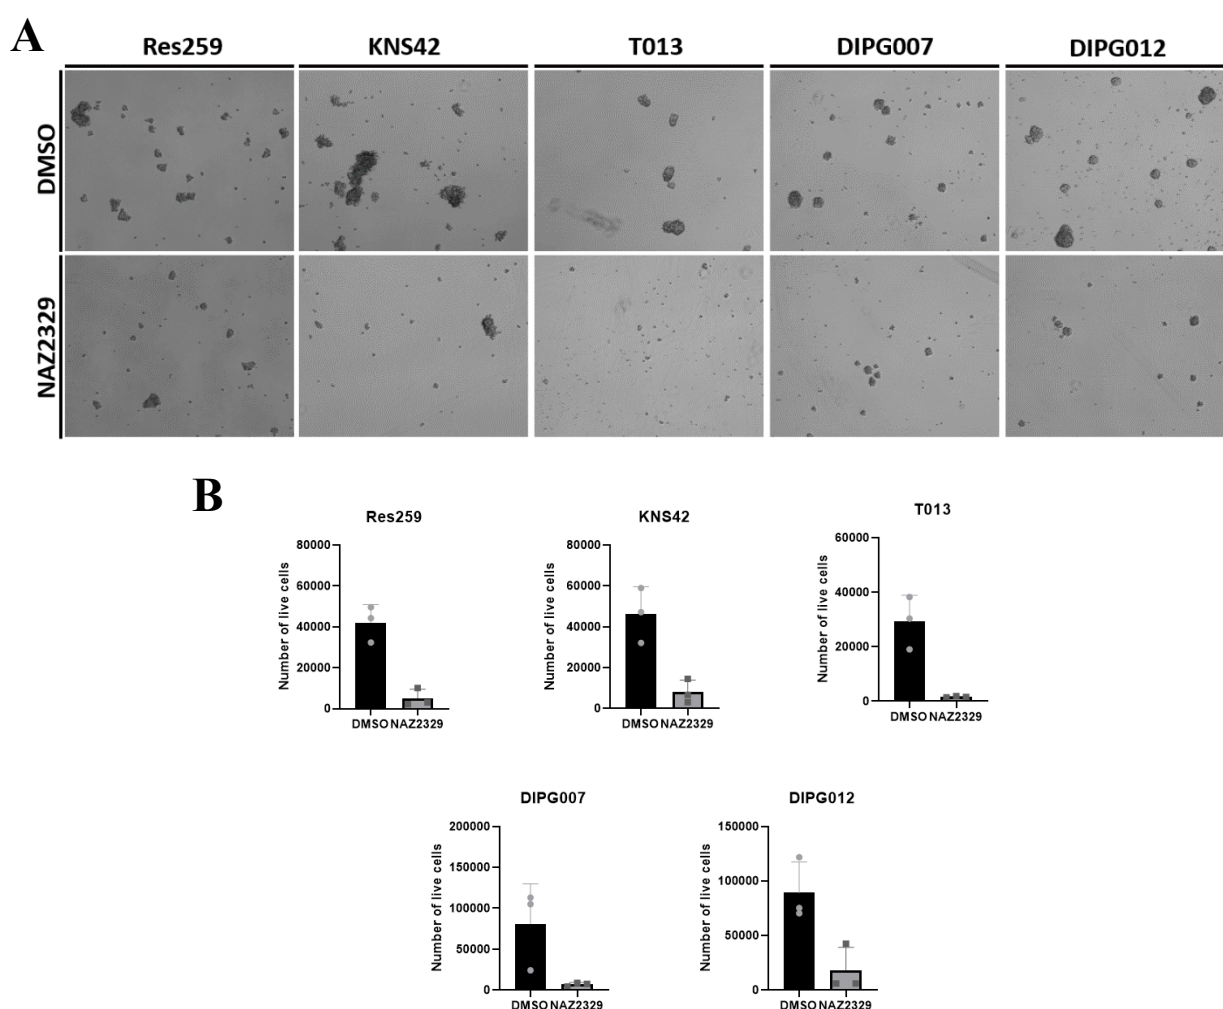 A
Res259 KNS42 T013 DIPG007 DIPG012
DMSO
NAZ2329
B
Res259
Number of live cells
80000
60000
40000
20000
0
DMSO NAZ2329
KNS42
Number of live cells
80000
60000
40000
20000
0
DMSO NAZ2329
T013
Number of live cells
60000
40000
20000
0
DMSO NAZ2329
DIPG007
Number of live cells
200000
150000
100000
50000
0
DMSO NAZ2329
DIPG012
Number of live cells
150000
100000
50000
0
DMSO NAZ2329